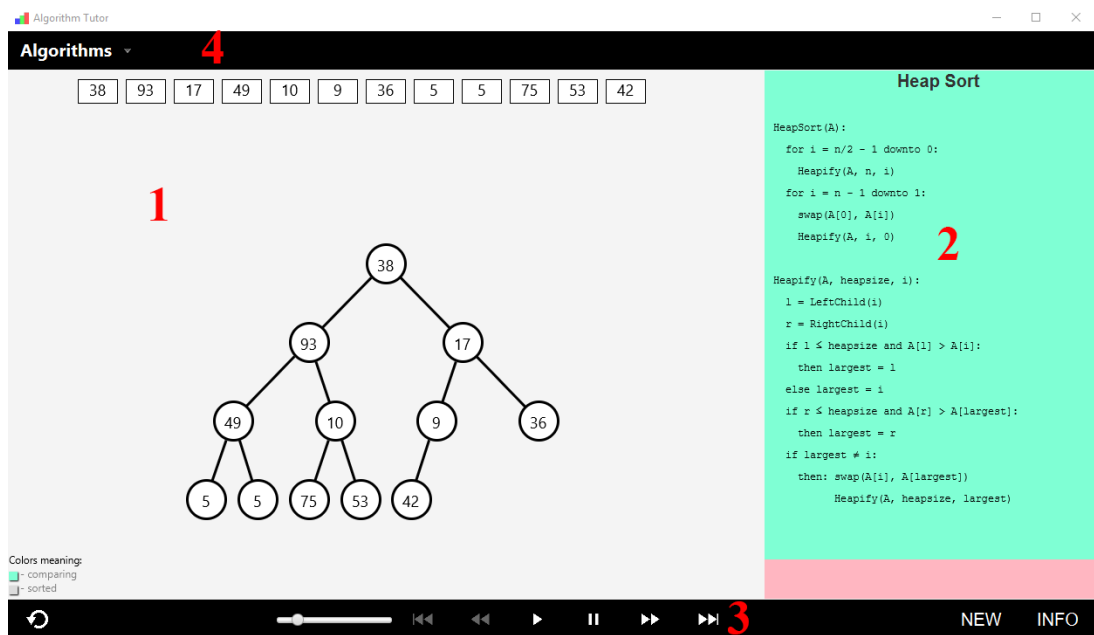 Algorithm Tutor
Algorithms 4
38 93 17 49 10 9 36 5 5 75 53 42
Heap Sort
HeapSort(A):
for i = n/2 - 1 downto 0:
Heapify(A, n, i)
for i = n - 1 downto 1:
swap(A[0], A[i])
Heapify(A, i, 0)
1
2
Heapify(A, heapsize, i):
l = LeftChild(i)
r = RightChild(i)
if l ≤ heapsize and A[l] > A[i]:
then largest = l
else largest = i
if r ≤ heapsize and A[r] > A[largest]:
then largest = r
if largest ≠ i:
then: swap(A[i], A[largest])
Heapify(A, heapsize, largest)
38
93 17
49 10 9 36
5 5 75 53 42
Colors meaning:
- comparing
- sorted
3
NEW INFO